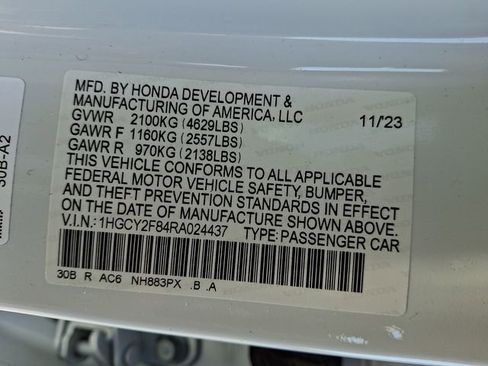 MFD. BY HONDA DEVELOPMENT &
MANUFACTURING OF AMERICA, LLC
GVWR 2100KG (4629LBS) 11/'23
GAWR F 1160KG (2557LBS)
GAWR R 970KG (2138LBS)
THIS VEHICLE CONFORMS TO ALL APPLICABLE
FEDERAL MOTOR VEHICLE SAFETY, BUMPER,
AND THEFT PREVENTION STANDARDS IN EFFECT
ON THE DATE OF MANUFACTURE SHOWN ABOVE.
V.I.N.: 1HGCY2F84RA024437 TYPE: PASSENGER CAR
30B R AC6 NH883PX .B .A
30B-A2